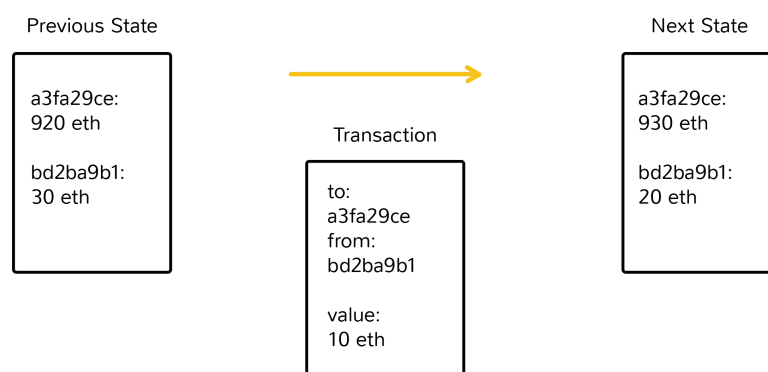 Previous State
a3fa29ce:
920 eth
bd2ba9b1:
30 eth
Transaction
to:
a3fa29ce
from:
bd2ba9b1
value:
10 eth
Next State
a3fa29ce:
930 eth
bd2ba9b1:
20 eth